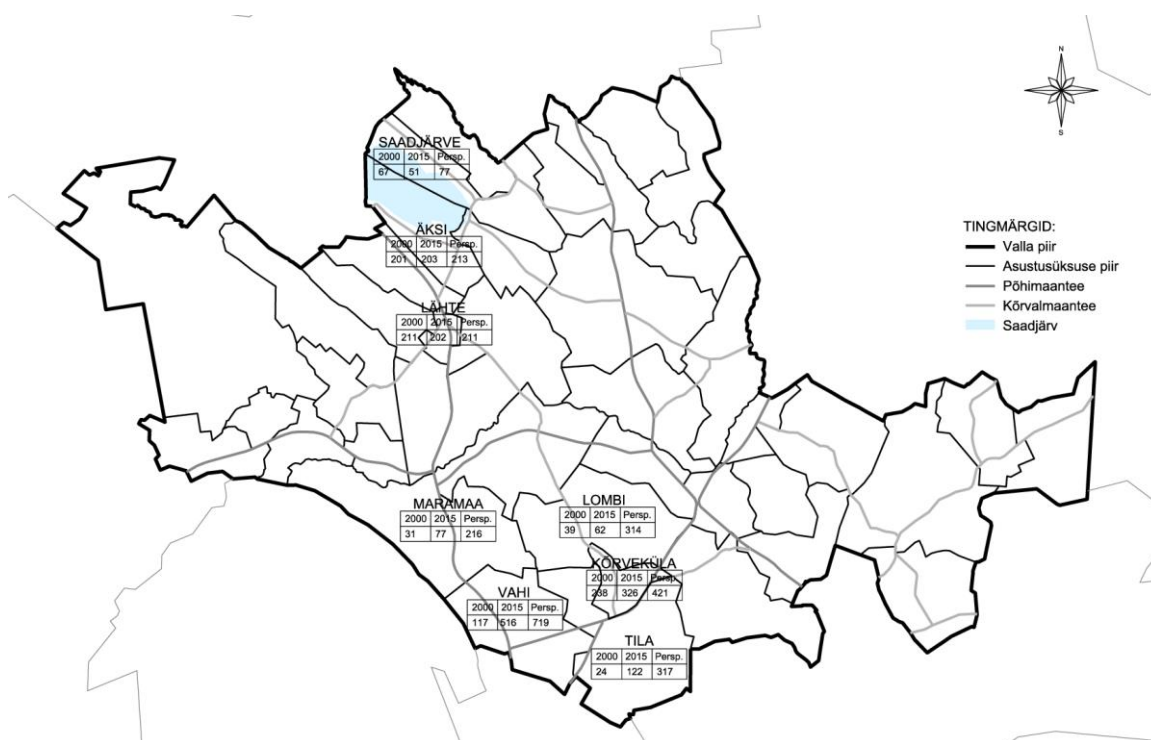 N
S
SAADJÄRVE
2000 2015 Persp.
67 51 77
ÄKSI
2000 2015 Persp.
201 203 213
TINGMÄRGID:
Valla piir
Asustusüksuse piir
Põhimaantee
Kõrvalmaantee
Saadjärv
LÄHTE
2000 2015 Persp.
211 202 211
MARAMAA
2000 2015 Persp.
31 77 216
LOMBI
2000 2015 Persp.
39 62 314
KÕRVEKÜLA
2000 2015 Persp.
238 326 421
VAHI
2000 2015 Persp.
117 516 719
TILA
2000 2015 Persp.
24 122 317